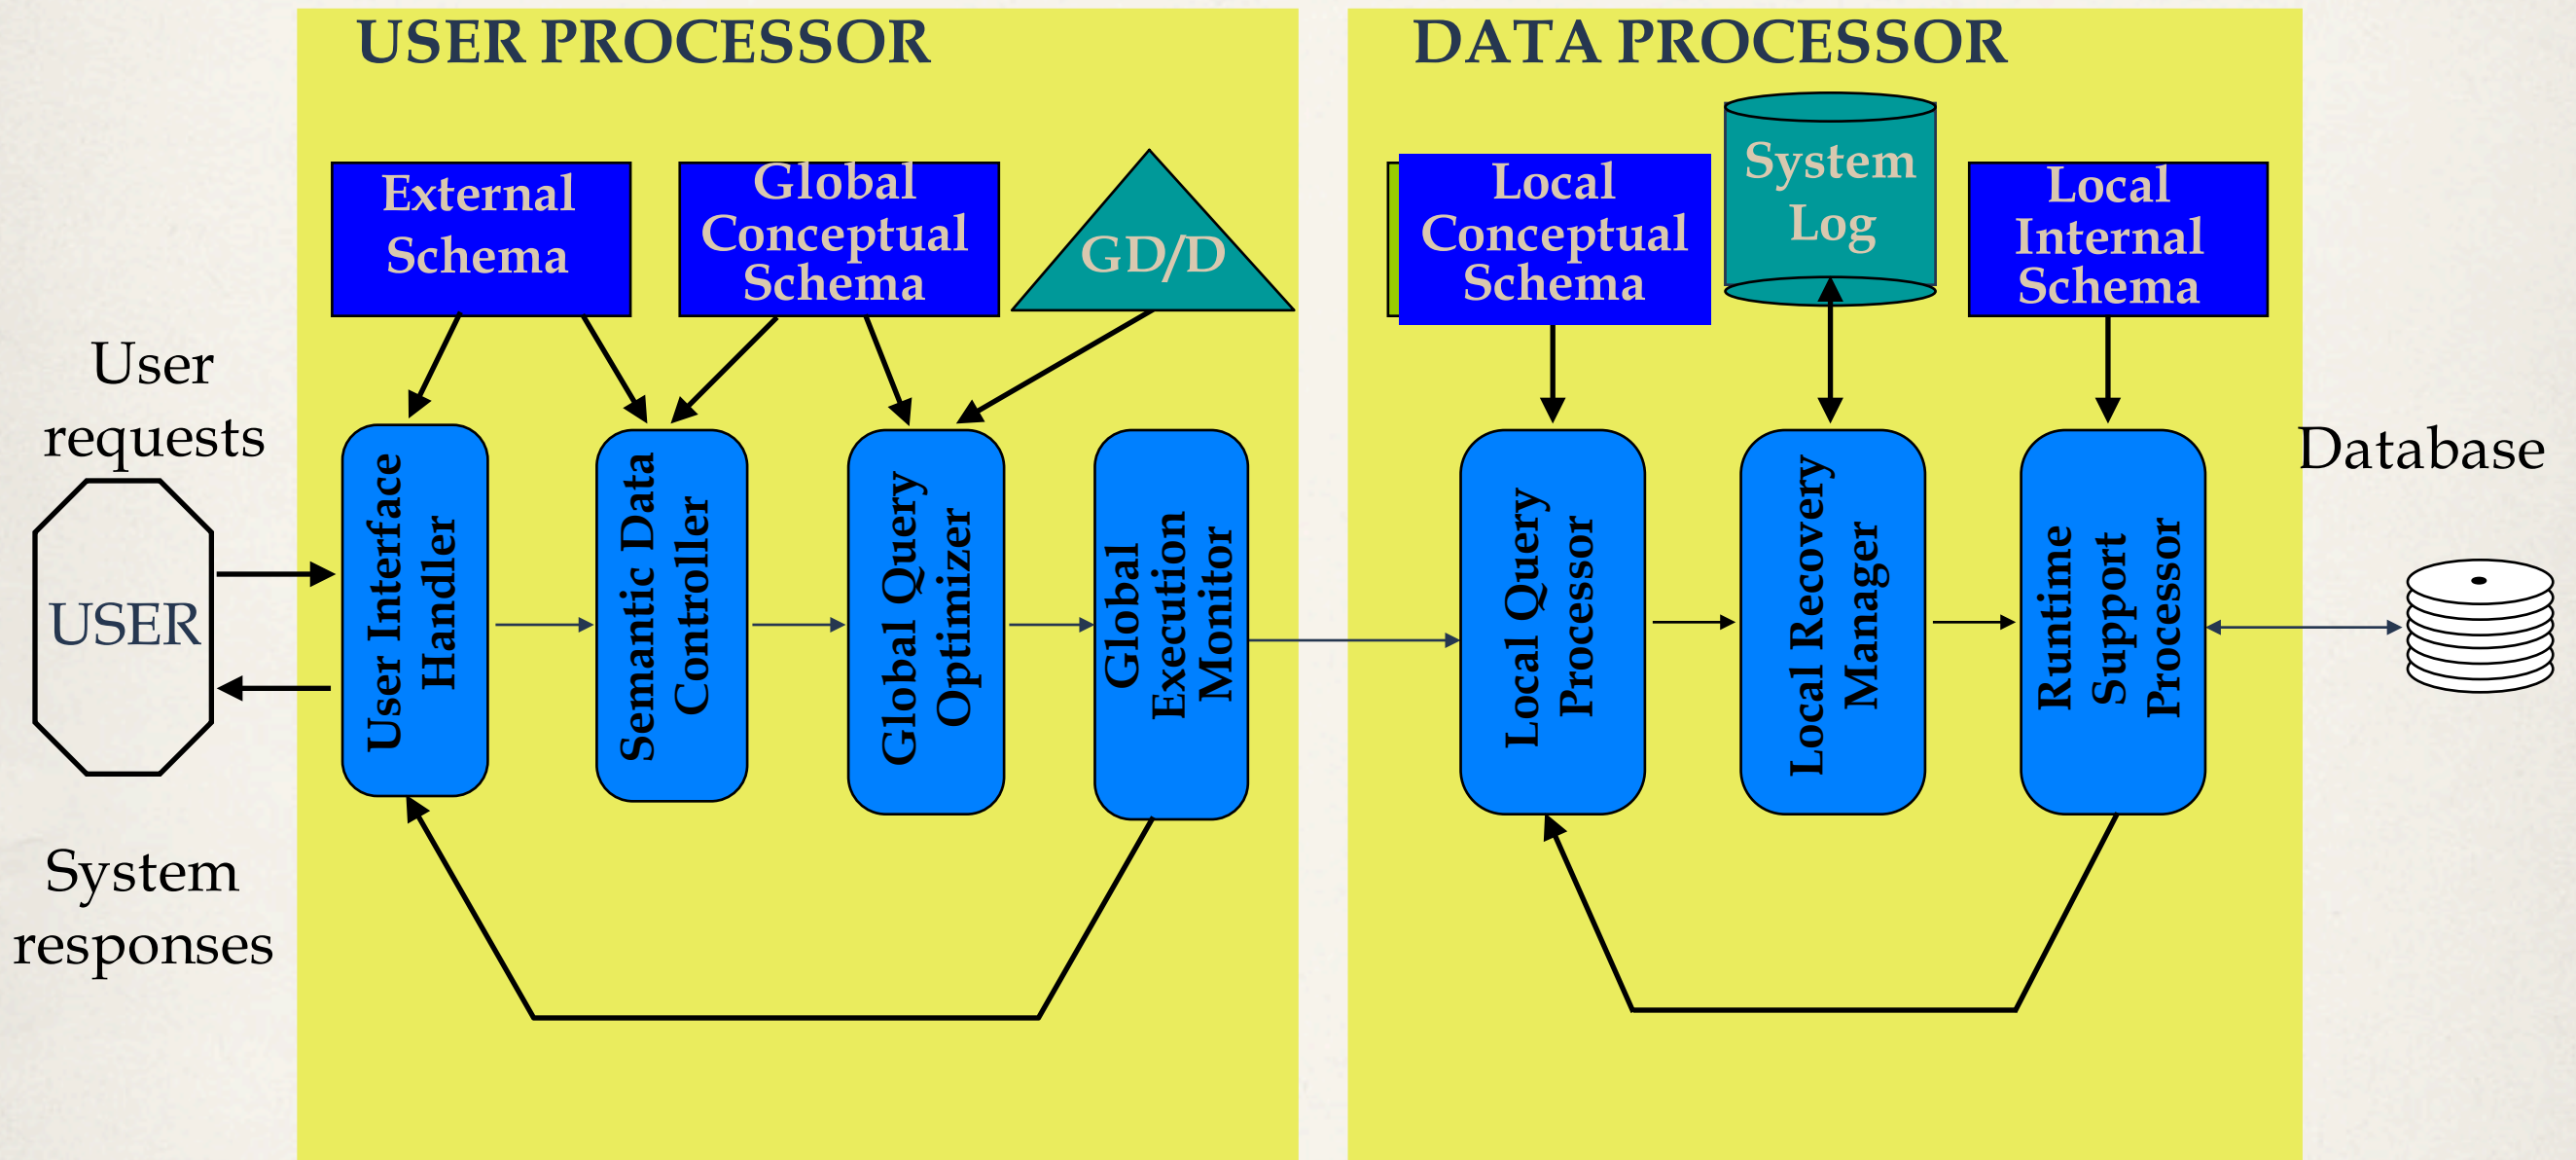 USER PROCESSOR
DATA PROCESSOR
External
Schema
Global
Conceptual
Schema
GD/D
Local
Conceptual
Schema
System
Log
Local
Internal
Schema
User
requests
USER
System
responses
User Interface
Handler
Semantic Data
Controller
Global Query
Optimizer
Global
Execution
Monitor
Local Query
Processor
Local Recovery
Manager
Runtime
Support
Processor
Database